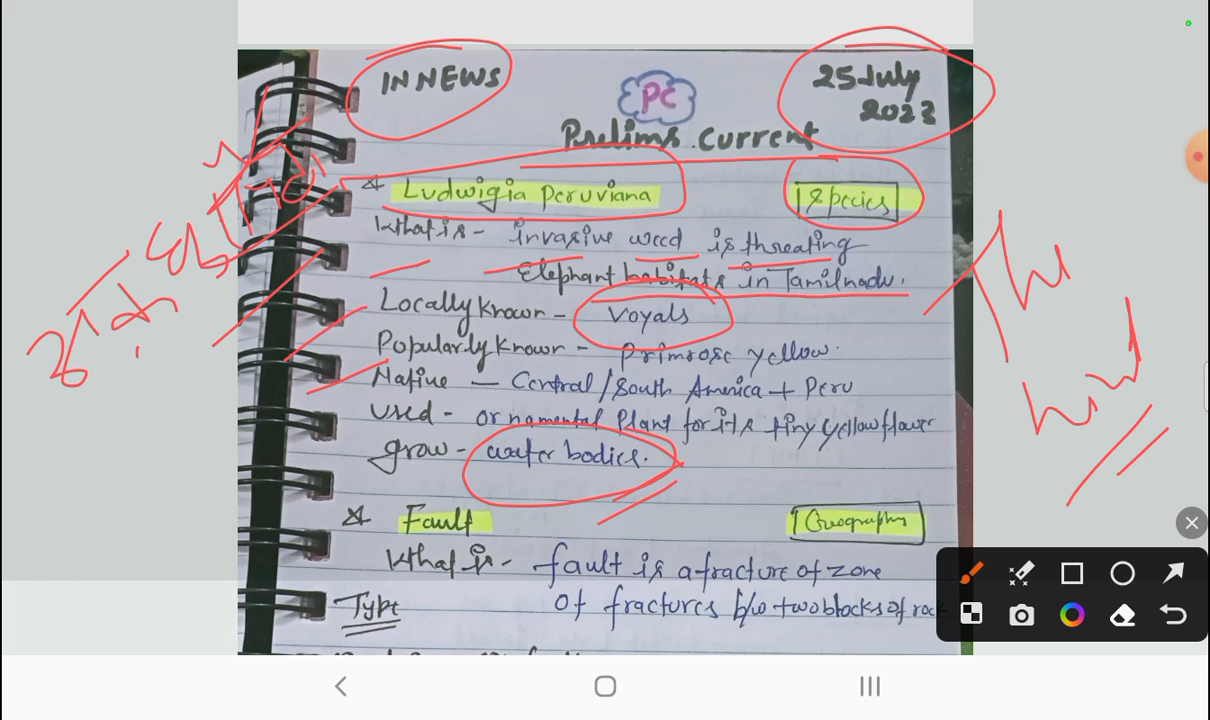 IN NEWS
25 July
2023
PC
Prelims Current
Ludwigia Peruviana
Species
What is - invasive weed is threating
Elephant habitats in Tamilnadu.
Locally Known - Voyals
Popularly Known - Primrose yellow.
Native — Central/South America + Peru
Used - ornamental Plant for its tiny yellow flower
grow - water bodies.
Fault
Geography
What is - fault is a fracture of zone
Type
of fractures b/w two blocks of rock